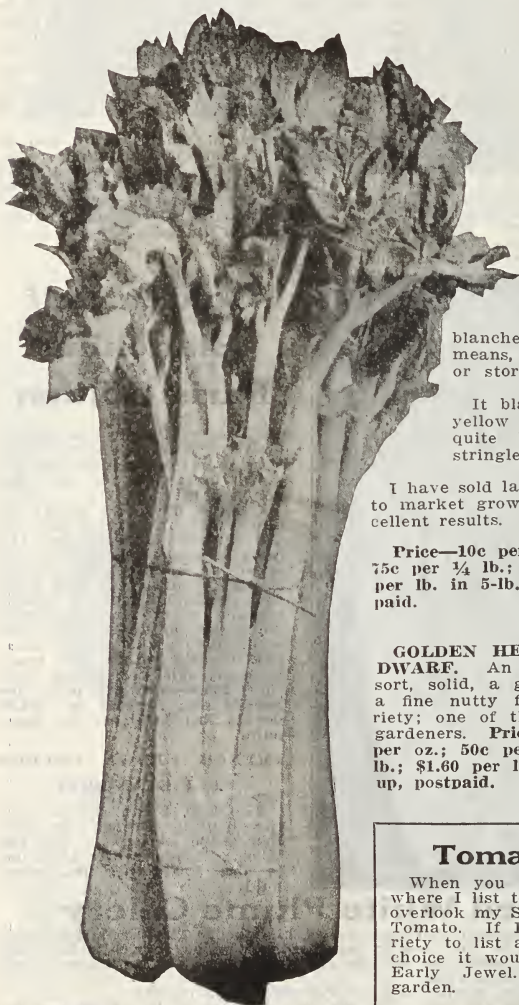 blanche
means,
or stor
It bla
yellow
quite
stringle
I have sold la
to market grow
cellent results.
Price—10c per
75c per ¼ lb.;
per lb. in 5-lb.
paid.
GOLDEN HE
DWARF. An
sort, solid, a g
a fine nutty f
riety; one of t
gardeners. Pric
per oz.; 50c pe
lb.; $1.60 per l
up, postpaid.
Toma
When you
where I list t
overlook my S
Tomato. If I
riety to list a
choice it wou
Early Jewel.
garden.